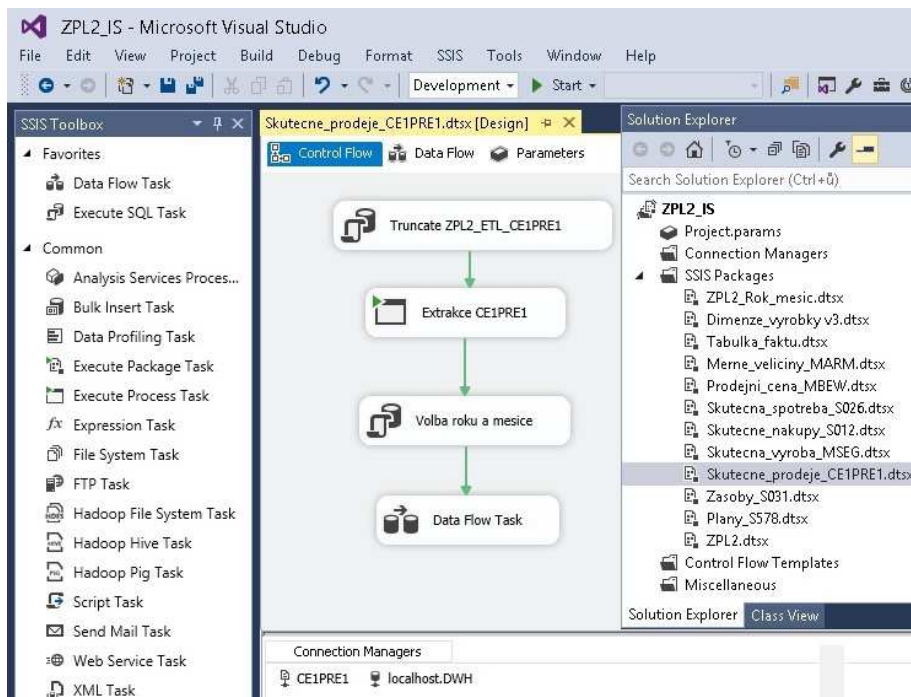 ZPL2_IS - Microsoft Visual Studio
File Edit View Project Build Debug Format SSIS Tools Window Help
Development Start
SSIS Toolbox
Favorites
Data Flow Task
Execute SQL Task
Common
Analysis Services Proces...
Bulk Insert Task
Data Profiling Task
Execute Package Task
Execute Process Task
fx Expression Task
File System Task
FTP Task
Hadoop File System Task
Hadoop Hive Task
Hadoop Pig Task
Script Task
Send Mail Task
Web Service Task
XML Task
Skutecne_prodeje_CE1PRE1.dtsx [Design]
Control Flow Data Flow Parameters
Truncate ZPL2_ETL_CE1PRE1
Extrakce CE1PRE1
Volba roku a mesice
Data Flow Task
Connection Managers
CE1PRE1 localhost.DWH
Solution Explorer
Search Solution Explorer (Ctrl+ů)
ZPL2_IS
Project.params
Connection Managers
SSIS Packages
ZPL2_Rok_mesic.dtsx
Dimenze_vyrobky v3.dtsx
Tabulka_faktu.dtsx
Merne_veliciny_MARM.dtsx
Prodejni_cena_MBEW.dtsx
Skutecna_spotreba_S026.dtsx
Skutecne_nakupy_S012.dtsx
Skutecna_vyroba_MSEG.dtsx
Skutecne_prodeje_CE1PRE1.dtsx
Zasoby_S031.dtsx
Plany_S578.dtsx
ZPL2.dtsx
Control Flow Templates
Miscellaneous
Solution Explorer Class View